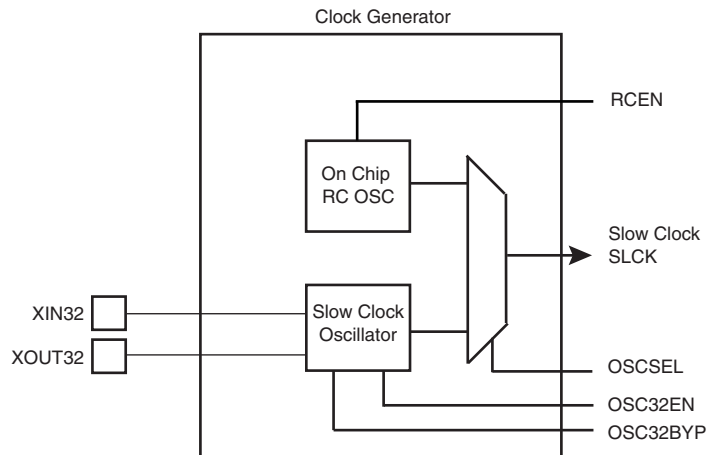 Clock Generator
RCEN
On Chip
RC OSC
Slow Clock
SLCK
XIN32
Slow Clock
Oscillator
XOUT32
OSCSEL
OSC32EN
OSC32BYP